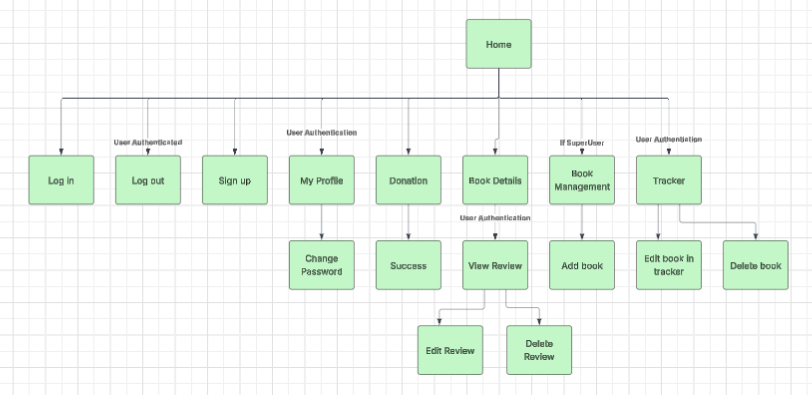 Home
User Authentication
User Authenticated
If SuperUser
User Authentiation
Log in
Log out
Sign up
My Profile
Donation
Book Details
Book
Management
Tracker
User Authentication
Change
Password
Success
View Review
Add book
Edit book in
tracker
Delete book
Edit Review
Delete
Review